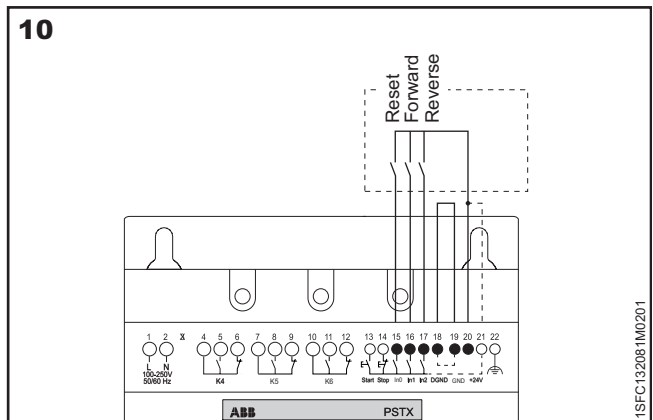 10
Reset
Forward
Reverse
1 2 X 4 5 6 7 8 9 10 11 12 13 14 15 16 17 18 19 20 21 22
L N
100-250V
50/60 Hz
K4 K5 K6 Start Stop In0 In1 In2 DGND GND +24V
ABB PSTX
1SFC132081M0201